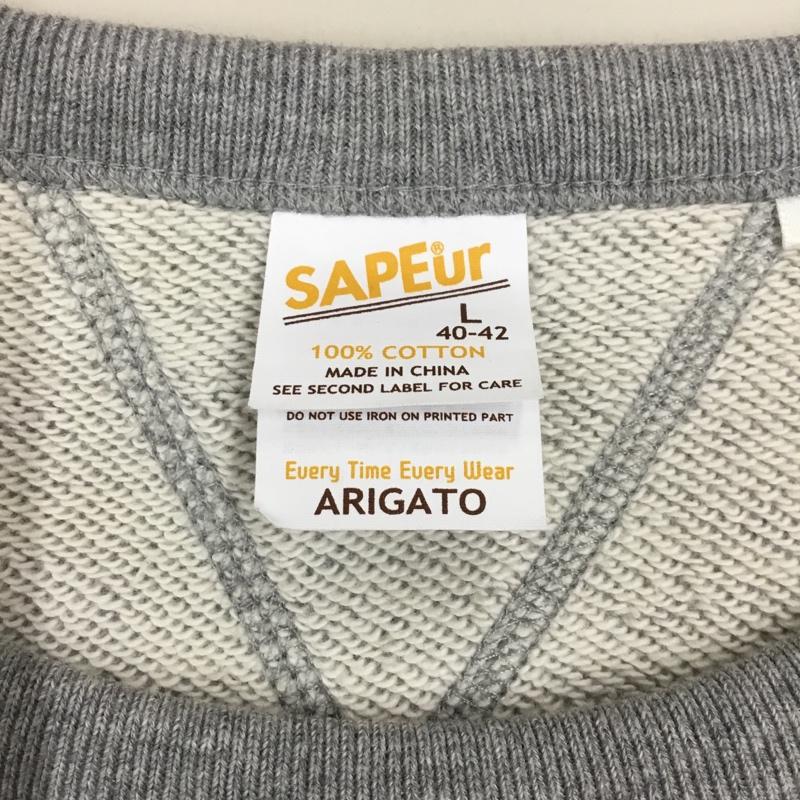 SAPEur®
L
40-42
100% COTTON
MADE IN CHINA
SEE SECOND LABEL FOR CARE
DO NOT USE IRON ON PRINTED PART
Every Time Every Wear
ARIGATO